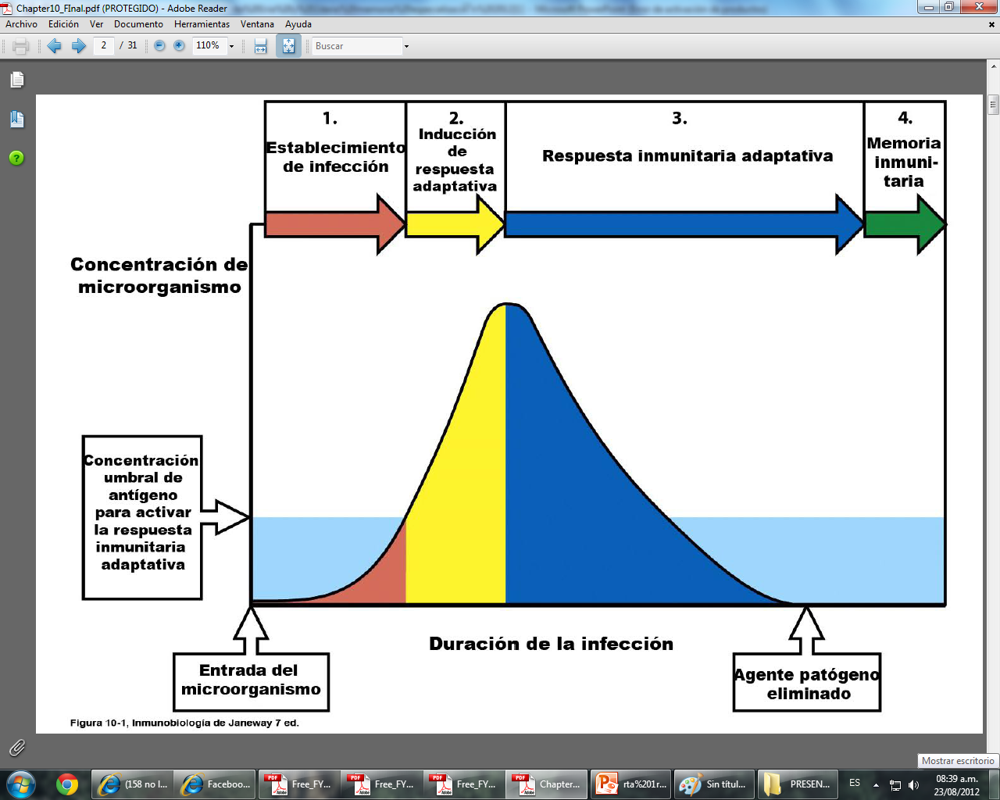 Chapter10_FInal.pdf (PROTEGIDO) - Adobe Reader
Archivo Edición Ver Documento Herramientas Ventana Ayuda
2 / 31 110% Buscar
1.
Establecimiento
de infección
2.
Inducción
de
respuesta
adaptativa
3.
Respuesta inmunitaria adaptativa
4.
Memoria
inmuni-
taria
Concentración de
microorganismo
Concentración
umbral de
antígeno
para activar
la respuesta
inmunitaria
adaptativa
Duración de la infección
Entrada del
microorganismo
Agente patógeno
eliminado
Figura 10-1, Inmunobiología de Janeway 7 ed.
Mostrar escritorio
(158 no l... Faceboo... Free_FY... Free_FY... Free_FY... Chapter... rta%201r... Sin títul... PRESEN... ES 08:39 a.m.
23/08/2012